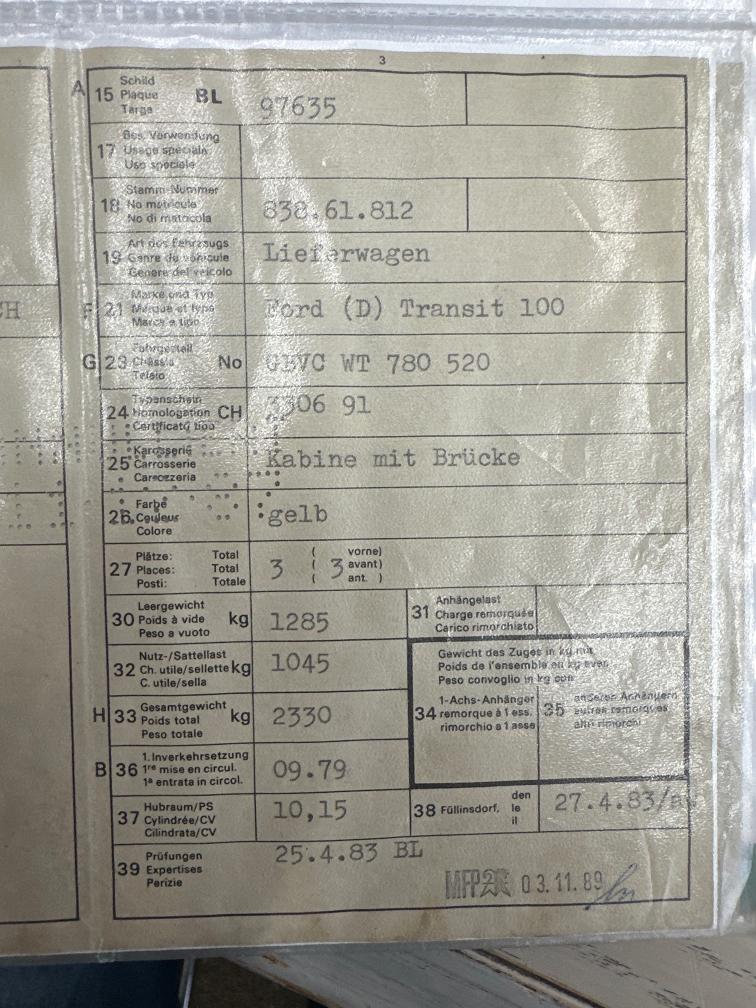 3
A 15 Schild
Plaque
Targa
BL 97635
17 Bes. Verwendung
Usage spéciale
Uso speciale
18 Stamm-Nummer
No matricule
No di matricola
838.61.812
19 Art des Fahrzeugs
Genre du véhicule
Genere del veicolo
Lieferwagen
F 21 Marke und Typ
Marque et type
Marca e tipo
Ford (D) Transit 100
G 23 Fahrgestell
Châssis
Telaio
No WT 780 520
24 Typenschein
Homologation
Certificato tipo
CH 3306 91
25 Karosserie
Carrosserie
Carrozzeria
Kabine mit Brücke
26 Farbe
Couleur
Colore
gelb
27 Plätze: Total
Places: Total
Posti: Totale
3 ( 3 vorne)
( avant)
( ant. )
30 Leergewicht
Poids à vide
Peso a vuoto
kg 1285
31 Anhängelast
Charge remorquée
Carico rimorchiato
32 Nutz-/Sattellast
Ch. utile/sellette
C. utile/sella
kg 1045
Gewicht des Zuges in kg mit
Poids de l'ensemble en kg avec
Peso convoglio in kg con
H 33 Gesamtgewicht
Poids total
Peso totale
kg 2330
34 1-Achs-Anhänger
remorque à 1 ess.
rimorchio a 1 asse
35 anderen Anhängern
autres remorques
altri rimorchi
B 36 1. Inverkehrsetzung
1re mise en circul.
1a entrata in circol.
09.79
37 Hubraum/PS
Cylindrée/CV
Cilindrata/CV
10,15
38 Füllinsdorf, den
le
il
27.4.83/
39 Prüfungen
Expertises
Perizie
25.4.83 BL
MFP 03.11.89